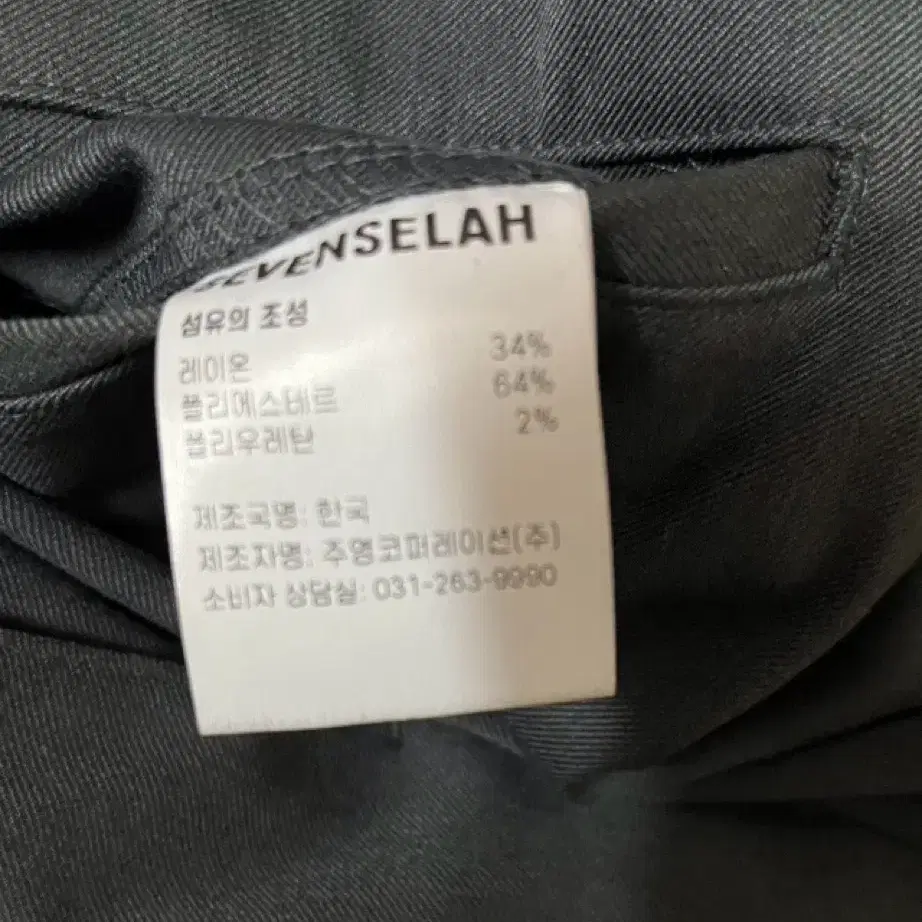 SEVENSELAH
섬유의 조성
레이온 34%
폴리에스테르 64%
폴리우레탄 2%
제조국명: 한국
제조자명: 주영코퍼레이션(주)
소비자 상담실: 031-263-9990